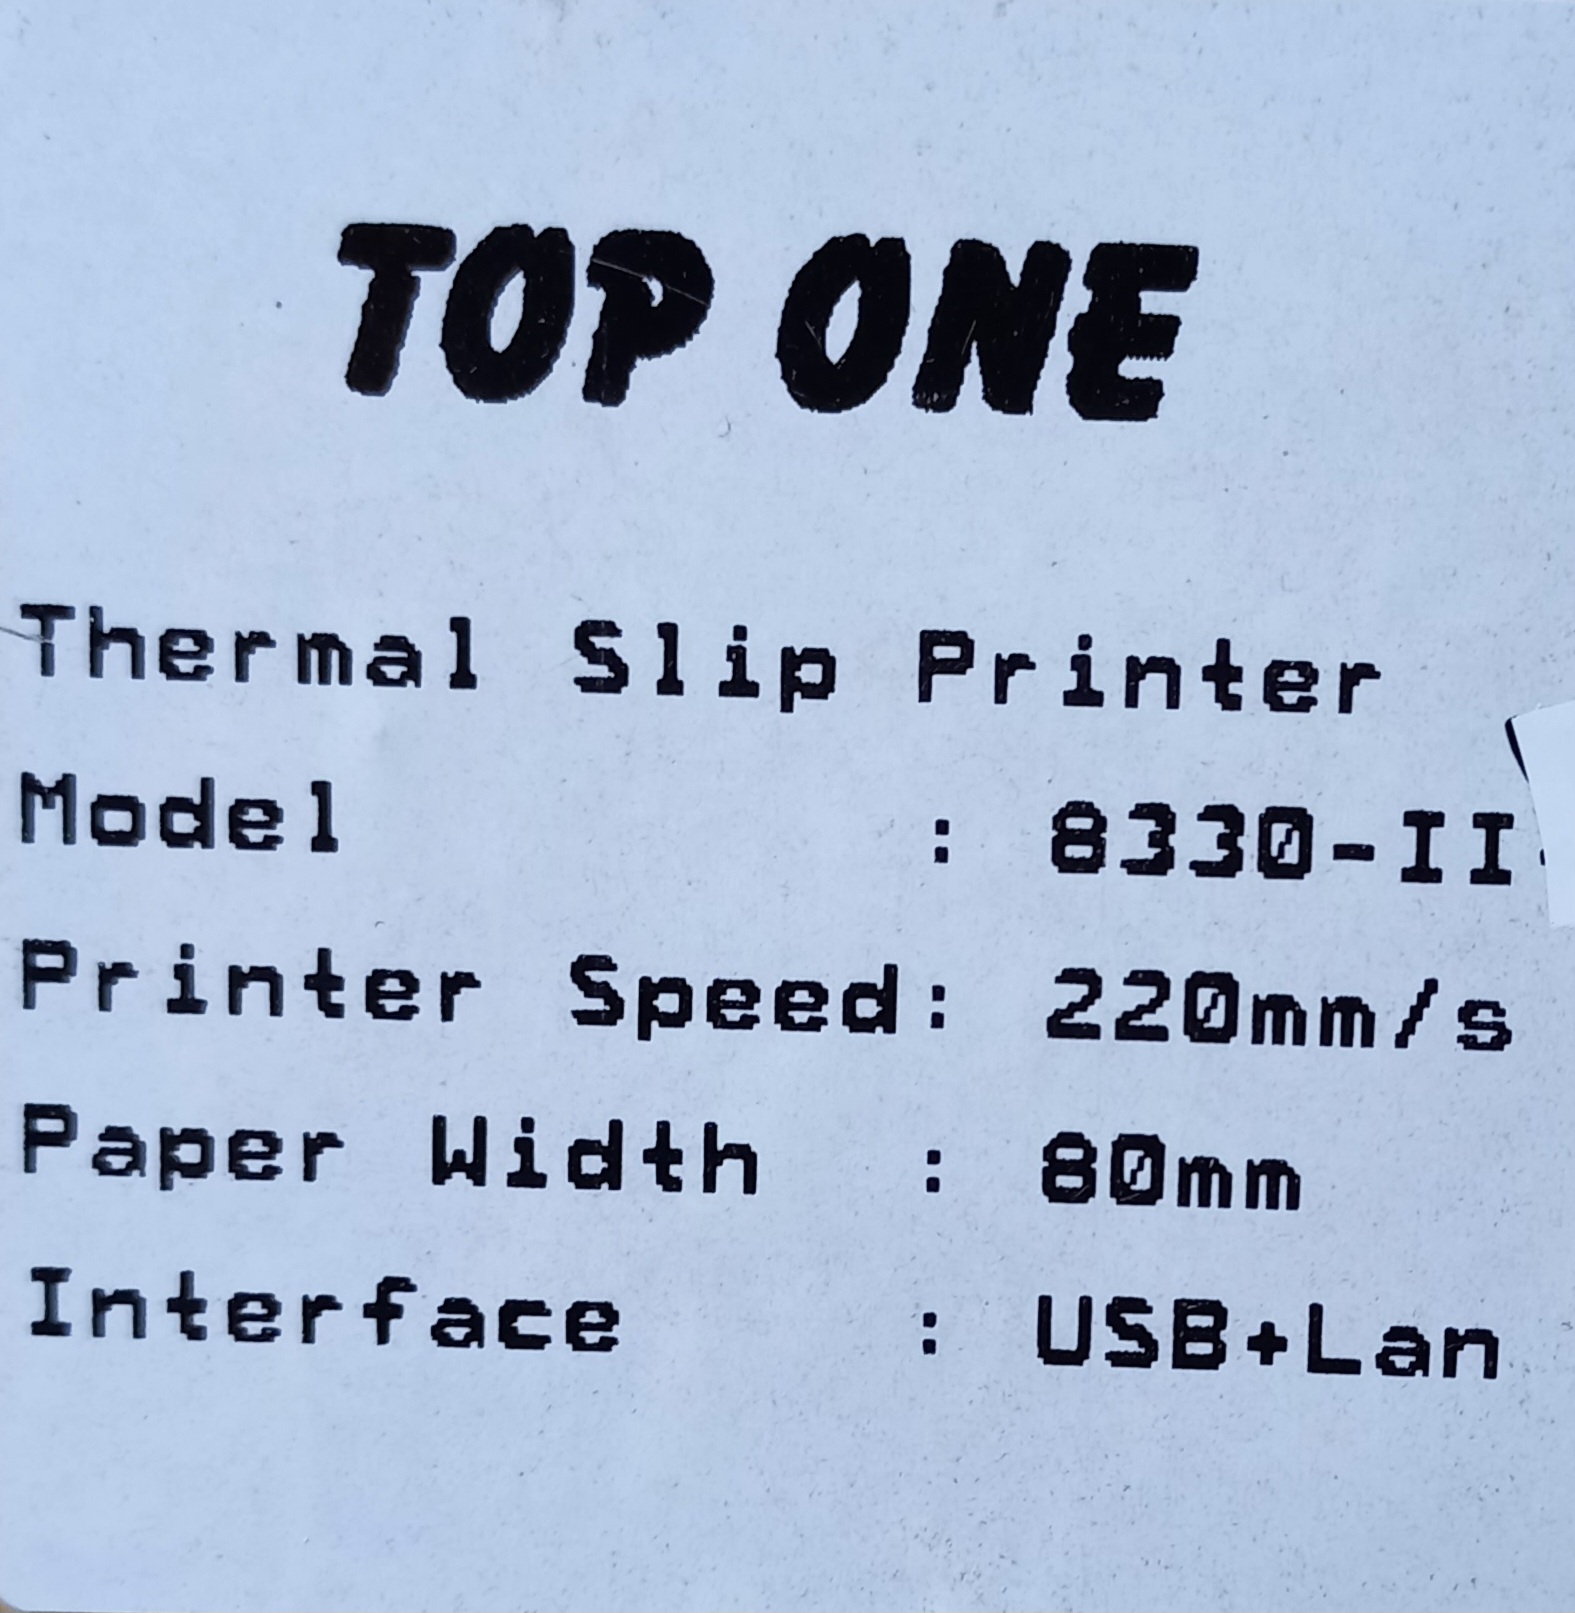 TOP ONE
Thermal Slip Printer
Model : 8330-II
Printer Speed: 220mm/s
Paper Width : 80mm
Interface : USB+Lan